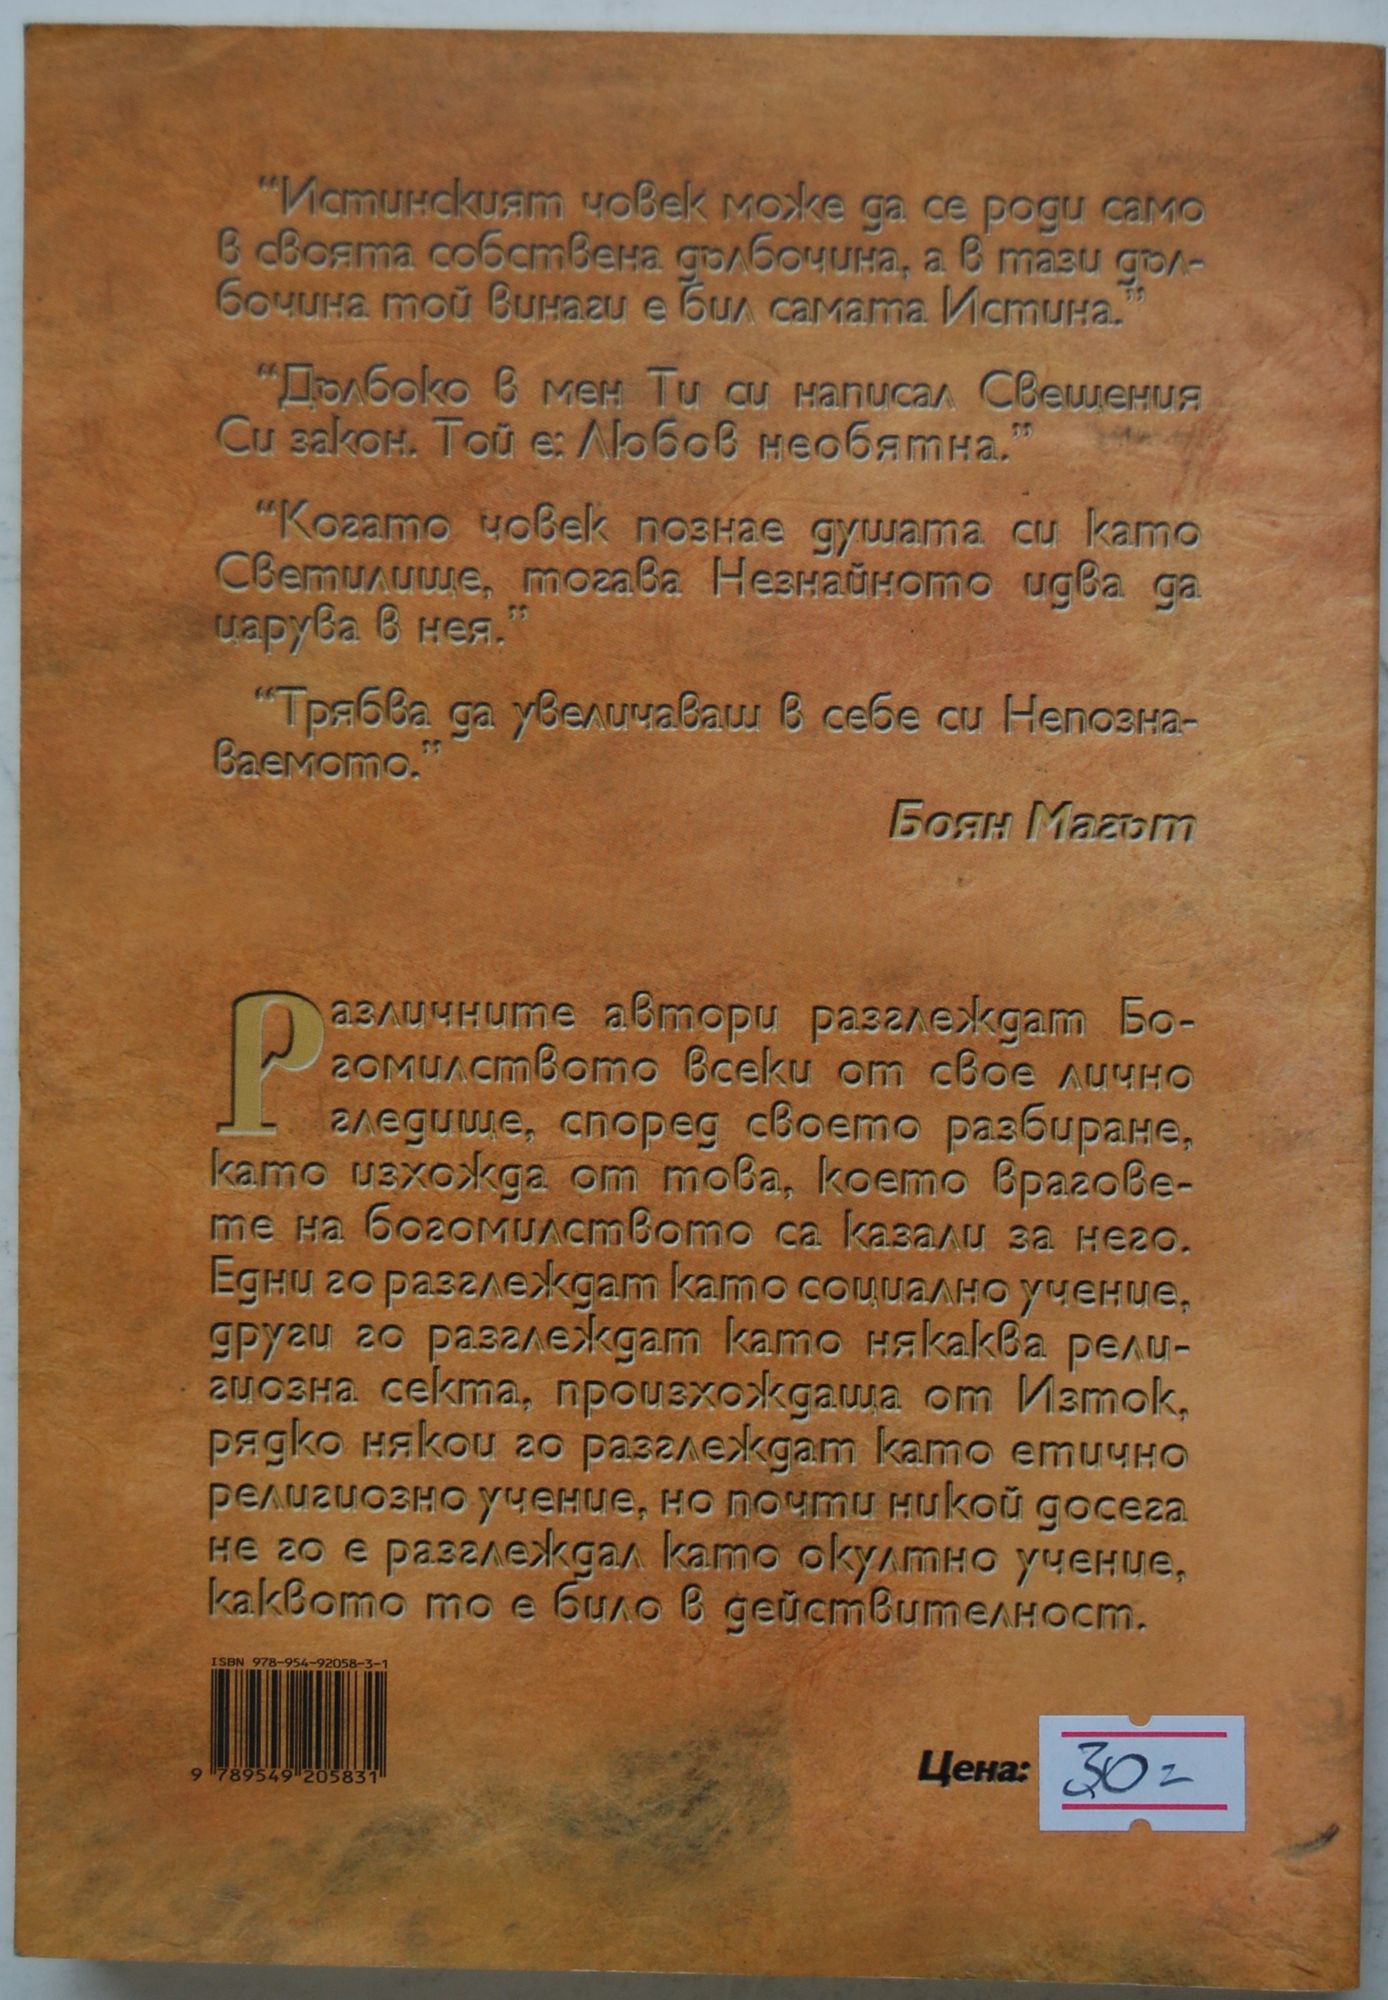 “Истинският човек може да се роди само
в своята собствена дълбочина, а в тази дъл-
бочина той винаги е бил самата Истина.”
“Дълбоко в мен Ти си написал Свещения
Си закон. Той е: Любов необятна.”
“Когато човек познае душата си като
Светилище, тогава Незнайното идва да
царува в нея.”
“Трябва да увеличаваш в себе си Непозна-
ваемото.”
Боян Магът
Различните автори разглеждат Бо-
гомилството всеки от свое лично
гледище, според своето разбиране,
като изхожда от това, което врагове-
те на богомилството са казали за него.
Едни го разглеждат като социално учение,
други го разглеждат като някаква рели-
гиозна секта, произхождаща от Изток,
рядко някои го разглеждат като етично
религиозно учение, но почти никой досега
не го е разглеждал като окултно учение,
каквото то е било в действителност.
ISBN 978-954-92058-3-1
9 789549 205831
Цена: 30=